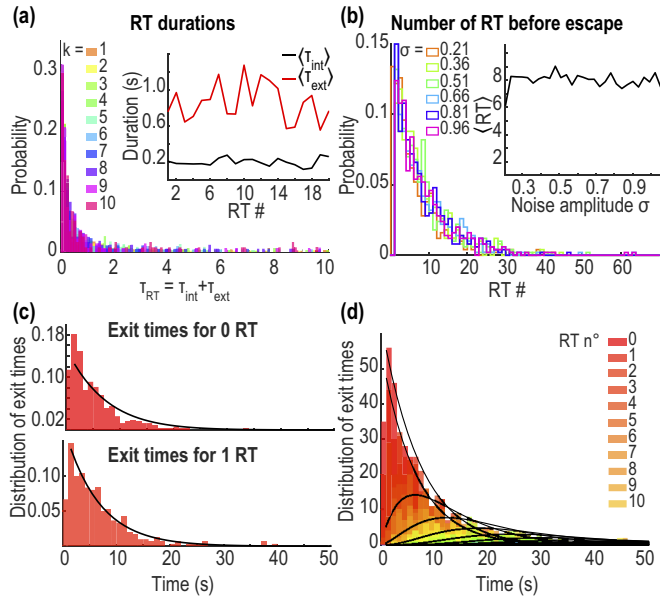 (a) RT durations
k = 1
2
3
4
5
6
7
8
9
10
Probability
0.3
0.2
0.1
0
0 2 4 6 8 10
τRT = τint+τext
⟨τint⟩
⟨τext⟩
Duration (s)
1.0
0.6
0.2
2 6 10 14 18 20
RT #
(b) Number of RT before escape
σ = 0.21
0.36
0.51
0.66
0.81
0.96
Probability
0.15
0.1
0.05
0
10 20 30 40 50 60
RT #
⟨RT⟩
8
6
4
2
0.5 1
Noise amplitude σ
(c) Exit times for 0 RT
0.18
0.10
0.02
Distribution of exit times
Exit times for 1 RT
0.10
0.05
0 10 20 30 40 50
Time (s)
(d)
RT n° 0
1
2
3
4
5
6
7
8
9
10
Distribution of exit times
50
40
30
20
10
0
0 10 20 30 40 50
Time (s)